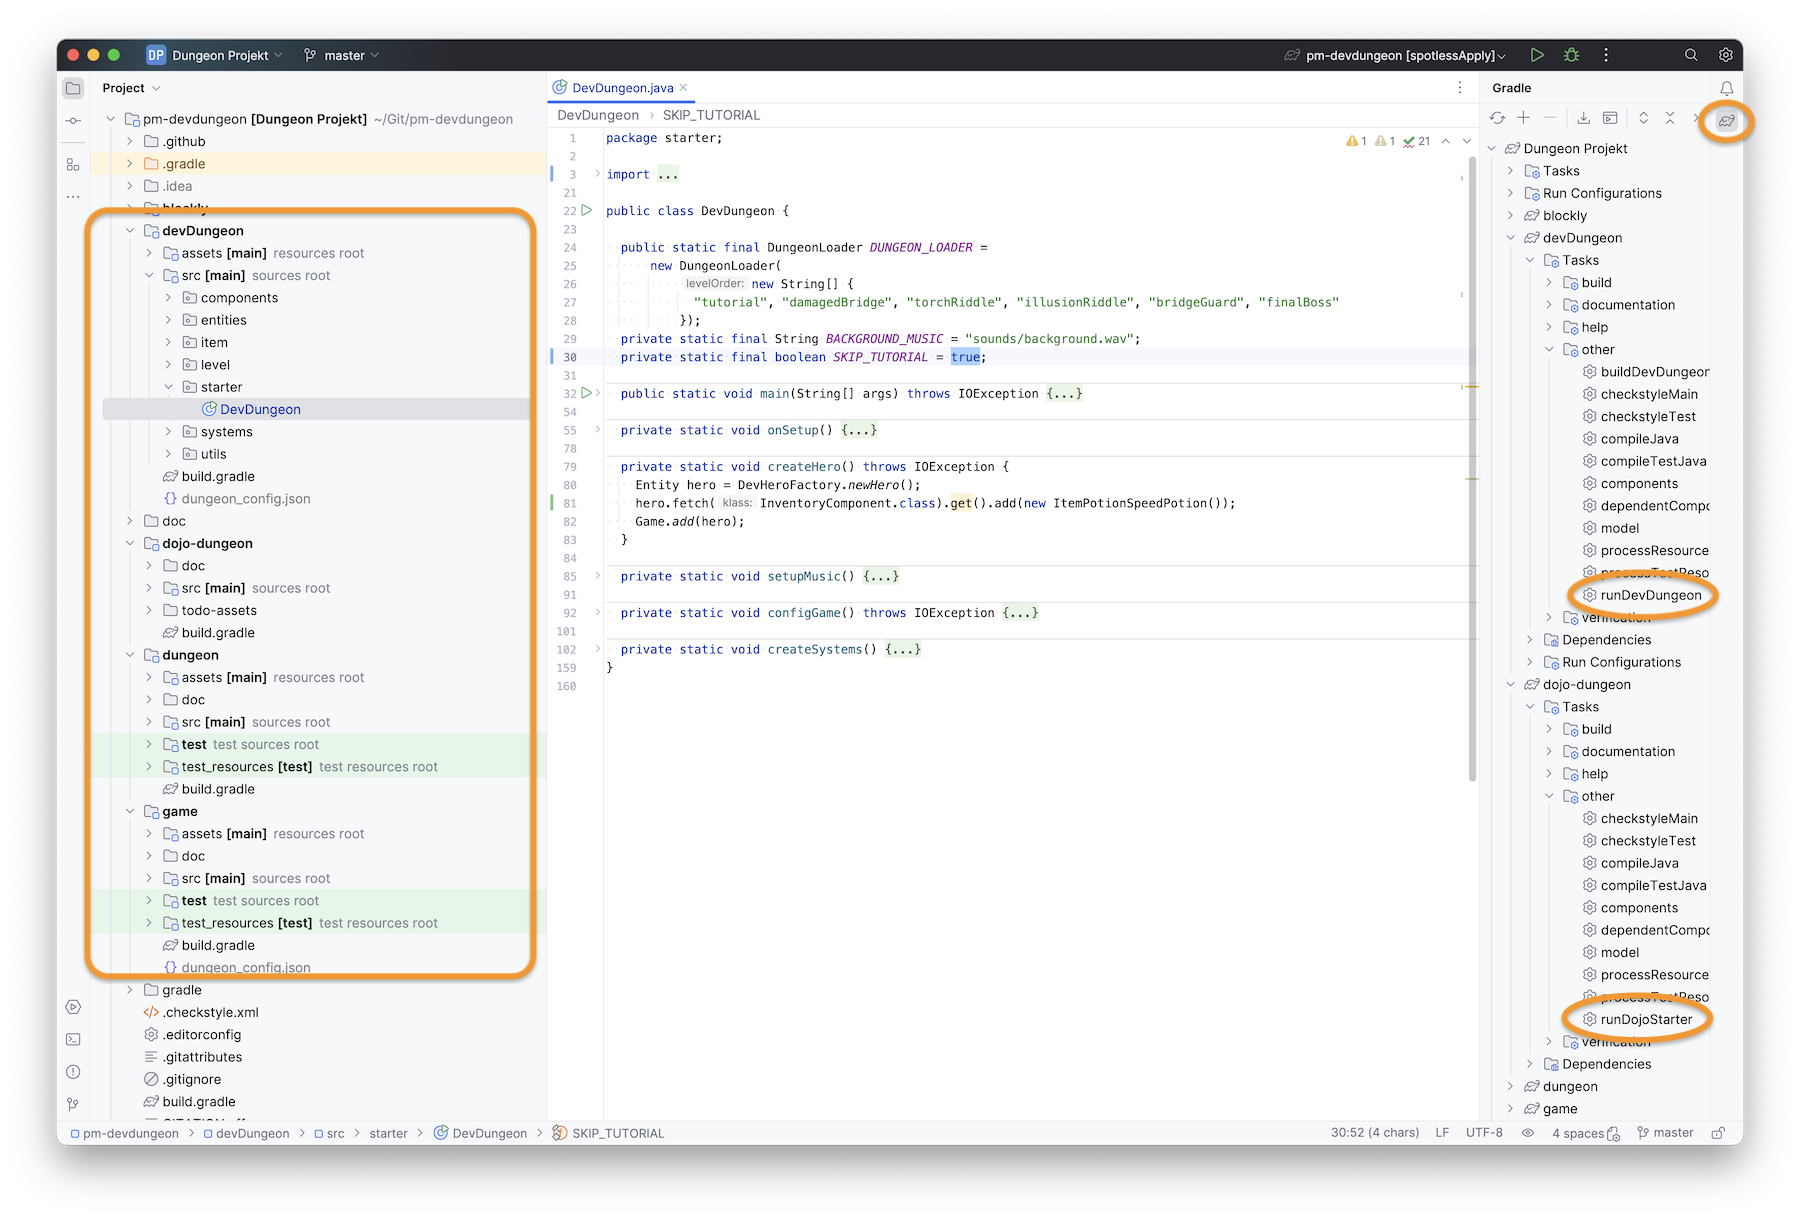 DP Dungeon Projekt master pm-devdungeon [spotlessApply]
Project
pm-devdungeon [Dungeon Projekt] ~/Git/pm-devdungeon
.github
.gradle
.idea
blockly
devDungeon
assets [main] resources root
src [main] sources root
components
entities
item
level
starter
DevDungeon
systems
utils
build.gradle
dungeon_config.json
doc
dojo-dungeon
doc
src [main] sources root
todo-assets
build.gradle
dungeon
assets [main] resources root
doc
src [main] sources root
test test sources root
test_resources [test] test resources root
build.gradle
game
assets [main] resources root
doc
src [main] sources root
test test sources root
test_resources [test] test resources root
build.gradle
dungeon_config.json
gradle
.checkstyle.xml
.editorconfig
.gitattributes
.gitignore
build.gradle
DevDungeon.java
DevDungeon SKIP_TUTORIAL
1 1 21
1 package starter;
2
3 import ...
21
22 public class DevDungeon {
23
24 public static final DungeonLoader DUNGEON_LOADER =
25 new DungeonLoader(
26 levelOrder: new String[] {
27 "tutorial", "damagedBridge", "torchRiddle", "illusionRiddle", "bridgeGuard", "finalBoss"
28 });
29 private static final String BACKGROUND_MUSIC = "sounds/background.wav";
30 private static final boolean SKIP_TUTORIAL = true;
31
32 public static void main(String[] args) throws IOException {...}
54
55 private static void onSetup() {...}
78
79 private static void createHero() throws IOException {
80 Entity hero = DevHeroFactory.newHero();
81 hero.fetch( klass: InventoryComponent.class).get().add(new ItemPotionSpeedPotion());
82 Game.add(hero);
83 }
84
85 private static void setupMusic() {...}
91
92 private static void configGame() throws IOException {...}
101
102 private static void createSystems() {...}
159 }
160
Gradle
Dungeon Projekt
Tasks
Run Configurations
blockly
devDungeon
Tasks
build
documentation
help
other
buildDevDungeon
checkstyleMain
checkstyleTest
compileJava
compileTestJava
components
dependentCompo
model
processResource
processTestReso
runDevDungeon
verification
Dependencies
Run Configurations
dojo-dungeon
Tasks
build
documentation
help
other
checkstyleMain
checkstyleTest
compileJava
compileTestJava
components
dependentCompo
model
processResource
processTestReso
runDojoStarter
verification
Dependencies
dungeon
game
pm-devdungeon devDungeon src starter DevDungeon SKIP_TUTORIAL
30:52 (4 chars) LF UTF-8 4 spaces master